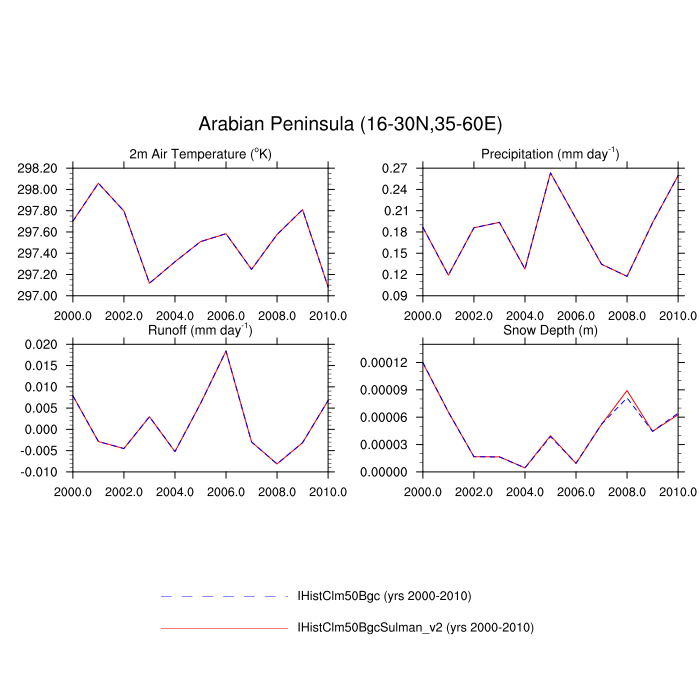 Arabian Peninsula (16-30N,35-60E)
2m Air Temperature (°K)
298.20
298.00
297.80
297.60
297.40
297.20
297.00
2000.0 2002.0 2004.0 2006.0 2008.0 2010.0
Precipitation (mm day-1)
0.27
0.24
0.21
0.18
0.15
0.12
0.09
2000.0 2002.0 2004.0 2006.0 2008.0 2010.0
Runoff (mm day-1)
0.020
0.015
0.010
0.005
0.000
-0.005
-0.010
2000.0 2002.0 2004.0 2006.0 2008.0 2010.0
Snow Depth (m)
0.00012
0.00009
0.00006
0.00003
0.00000
2000.0 2002.0 2004.0 2006.0 2008.0 2010.0
IHistClm50Bgc (yrs 2000-2010)
IHistClm50BgcSulman_v2 (yrs 2000-2010)